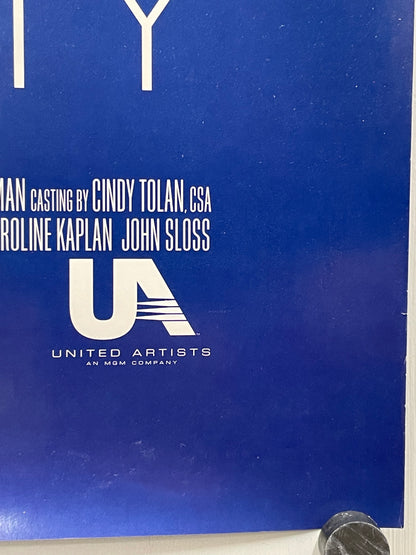 T Y
MAN CASTING BY CINDY TOLAN, CSA
ROLINE KAPLAN JOHN SLOSS
UA
UNITED ARTISTS
AN MGM COMPANY